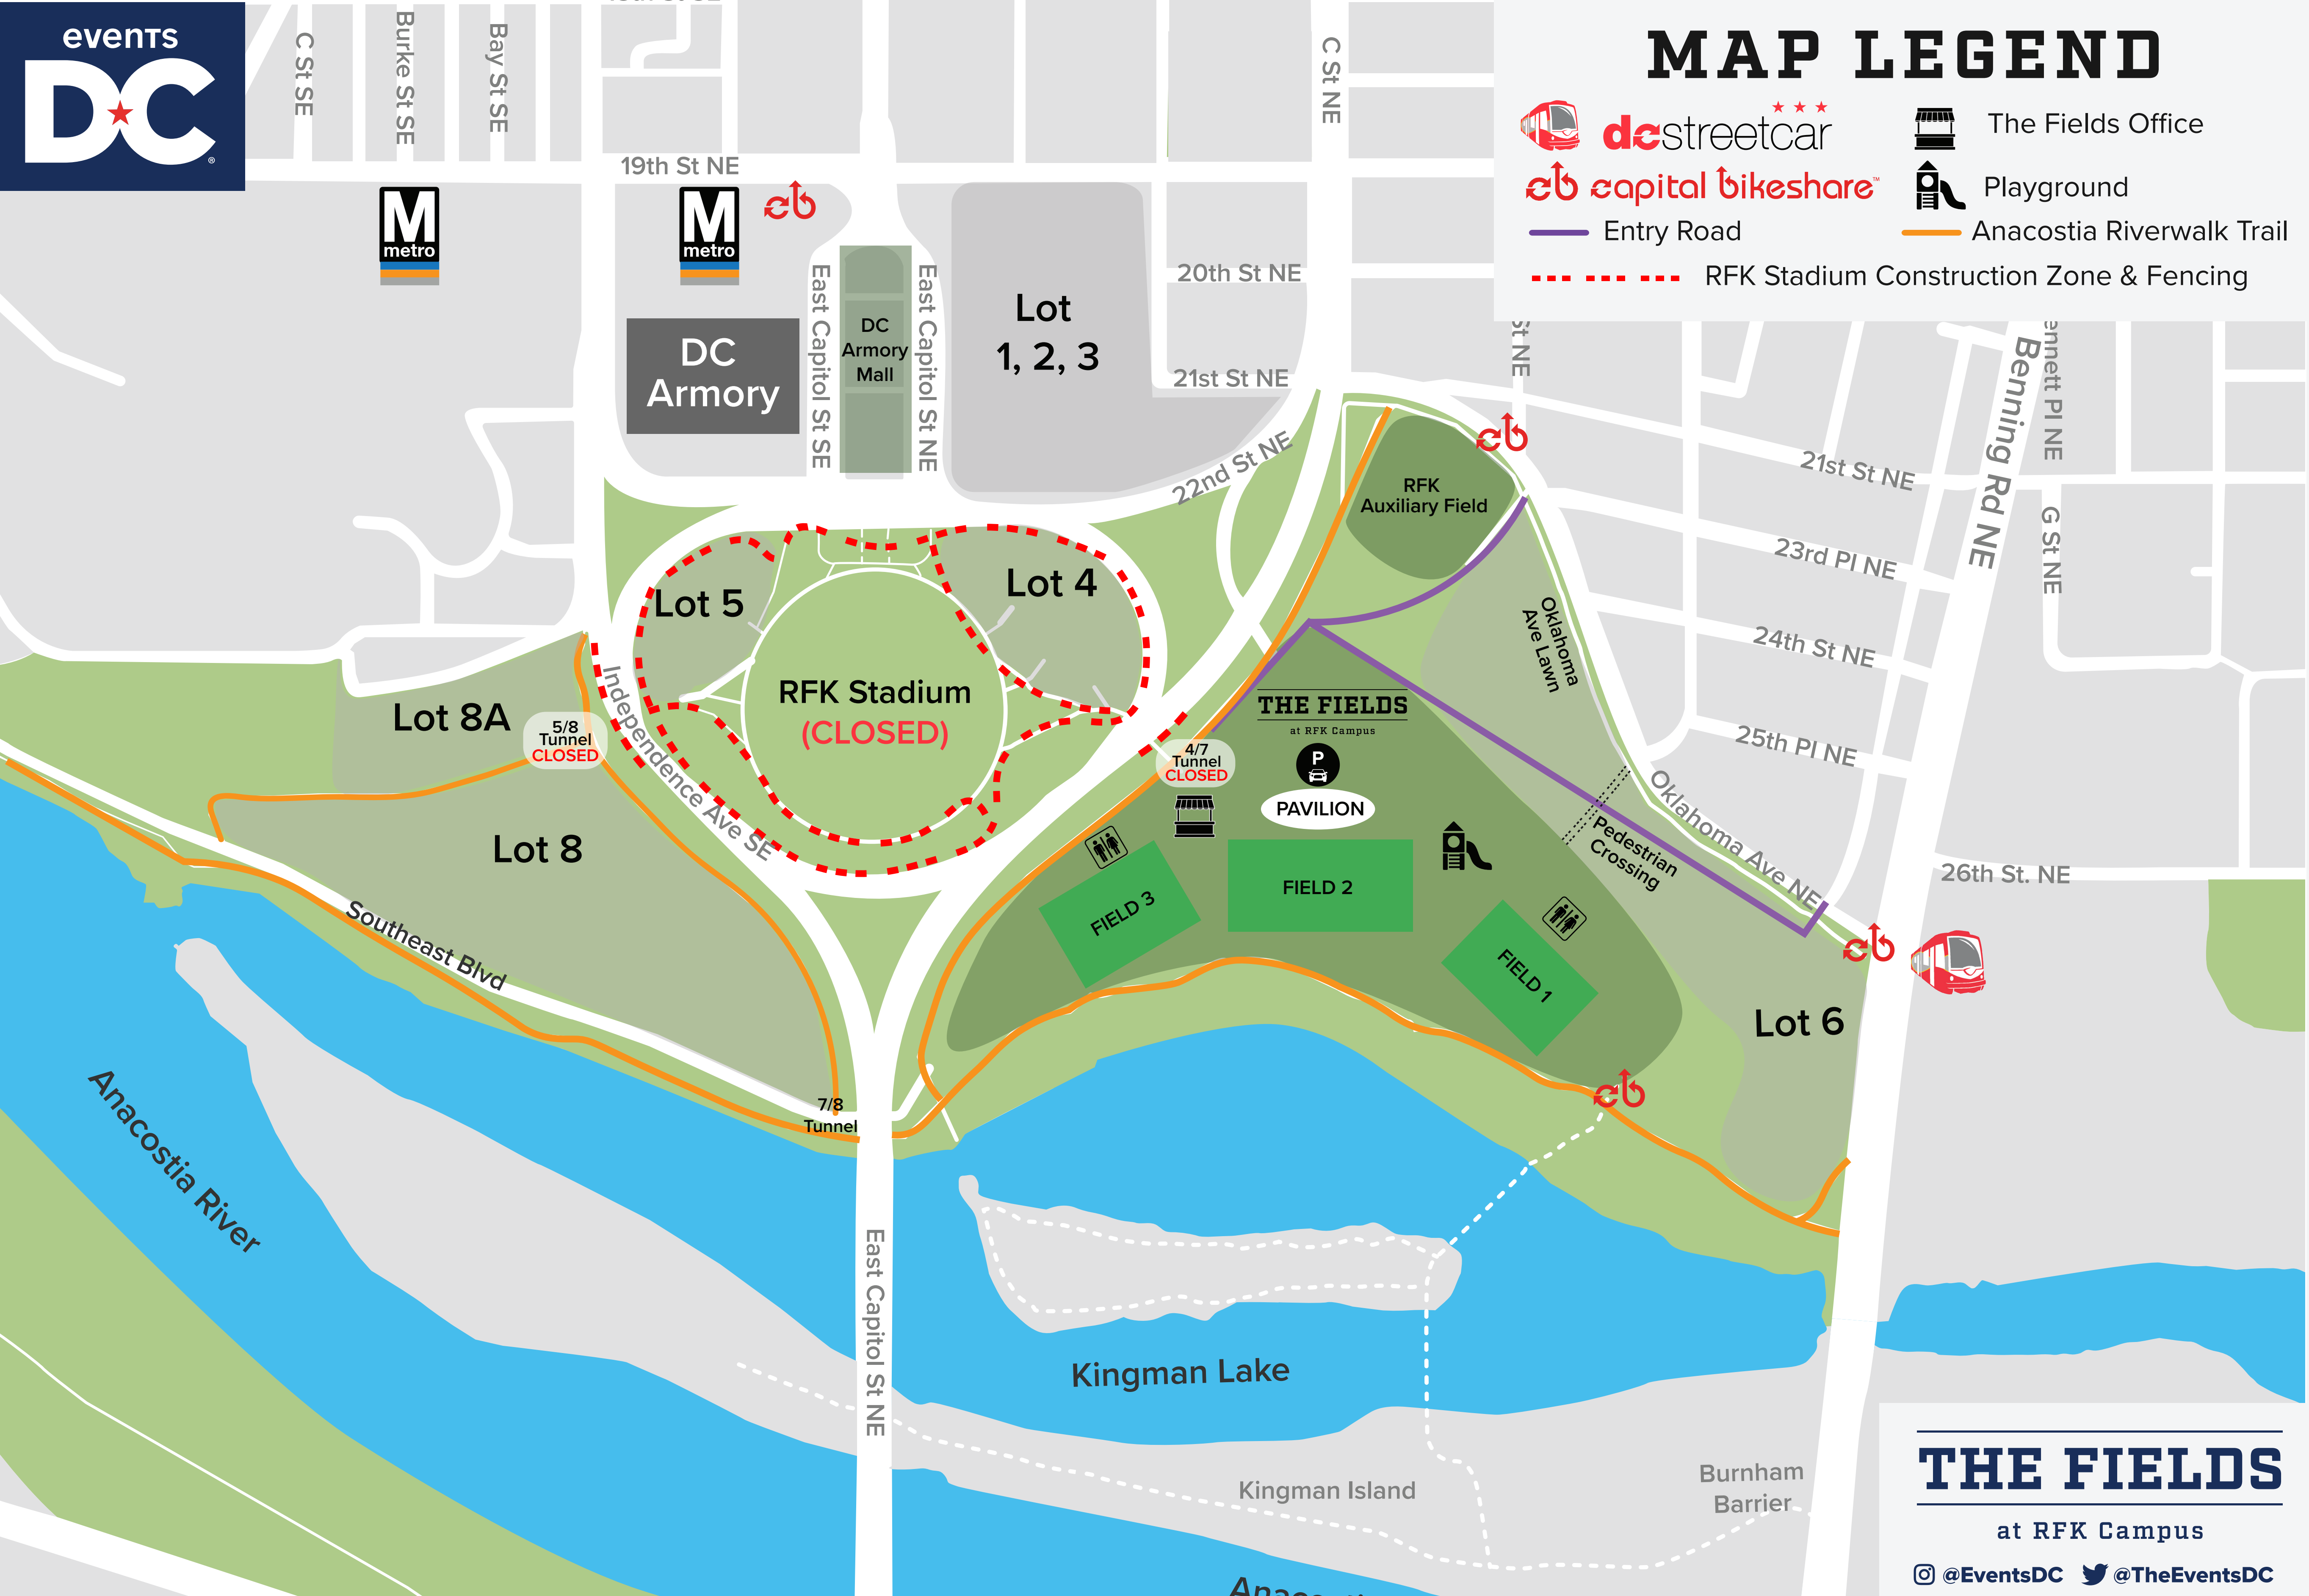 events
DC
®
C St SE
Burke St SE
Bay St SE
19th St NE
C St NE
MAP LEGEND
dc streetcar
The Fields Office
capital bikeshare™
Playground
Entry Road
Anacostia Riverwalk Trail
RFK Stadium Construction Zone & Fencing
M
metro
M
metro
20th St NE
21st St NE
22nd St NE
East Capitol St SE
East Capitol St NE
DC
Armory
Mall
DC
Armory
Lot
1, 2, 3
St NE
Benning Rd NE
ennett Pl NE
21st St NE
G St NE
23rd Pl NE
24th St NE
25th Pl NE
26th St. NE
RFK
Auxiliary Field
Oklahoma
Ave Lawn
Oklahoma Ave NE
Lot 5
Lot 4
RFK Stadium
(CLOSED)
Independence Ave SE
Lot 8A
5/8
Tunnel
CLOSED
4/7
Tunnel
CLOSED
THE FIELDS
at RFK Campus
P
PAVILION
Pedestrian
Crossing
FIELD 3
FIELD 2
FIELD 1
Lot 8
Lot 6
Southeast Blvd
7/8
Tunnel
Anacostia River
East Capitol St NE
Kingman Lake
Kingman Island
Burnham
Barrier
THE FIELDS
at RFK Campus
@EventsDC @TheEventsDC